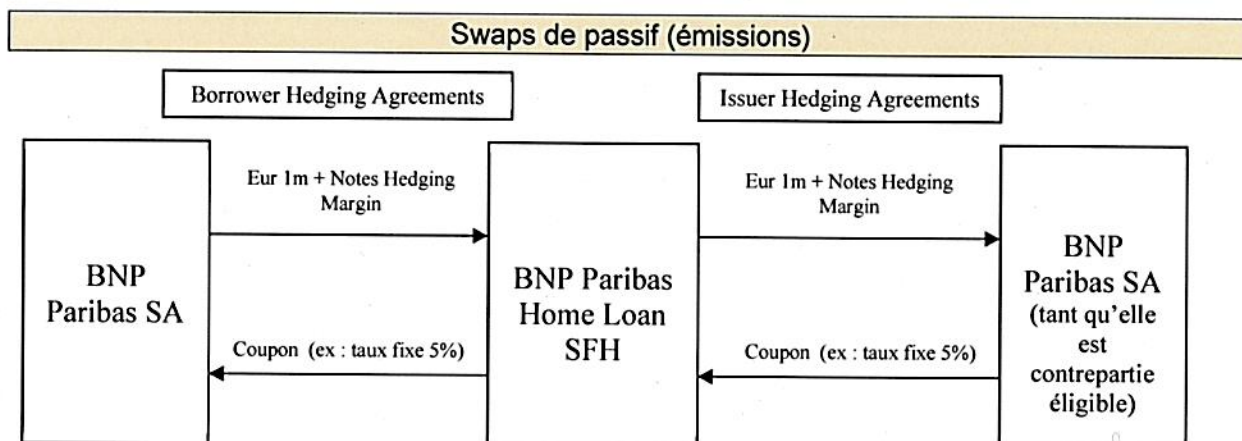 Swaps de passif (émissions)
Borrower Hedging Agreements
Issuer Hedging Agreements
BNP
Paribas SA
Eur 1m + Notes Hedging
Margin
Coupon (ex : taux fixe 5%)
BNP Paribas
Home Loan
SFH
Eur 1m + Notes Hedging
Margin
Coupon (ex : taux fixe 5%)
BNP
Paribas SA
(tant qu'elle
est
contrepartie
éligible)